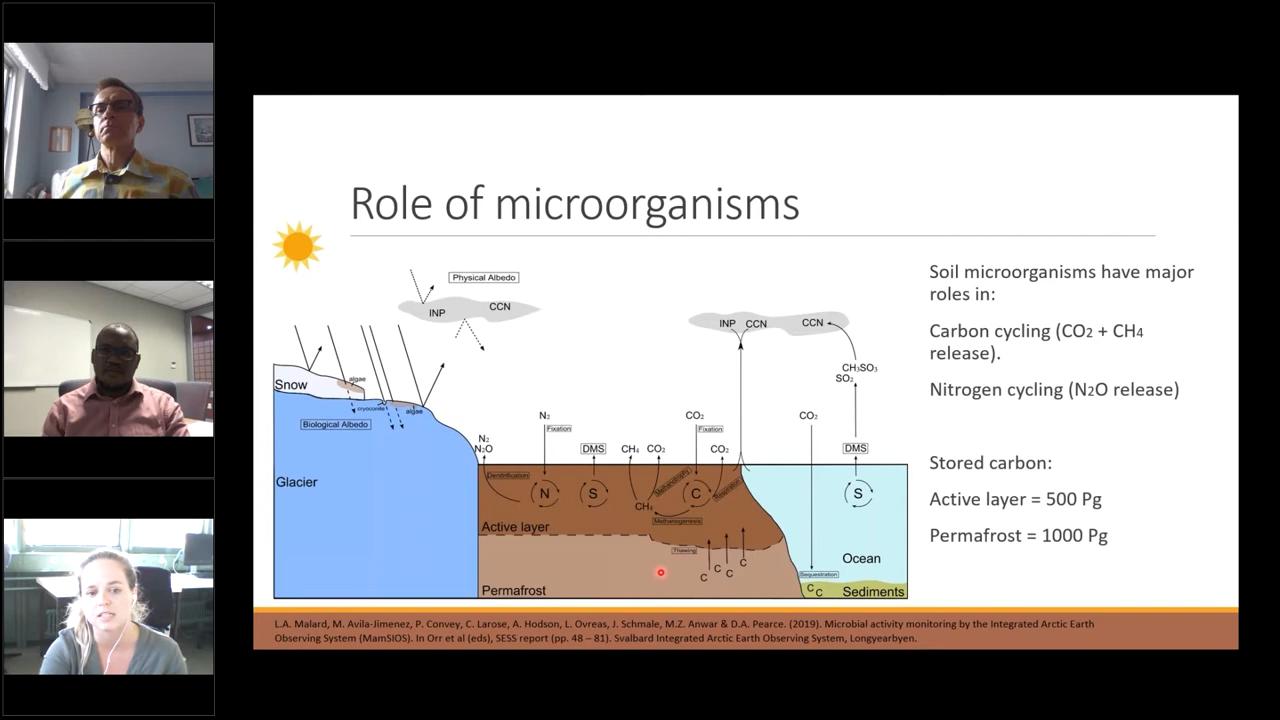 Role of microorganisms
Physical Albedo
INP
CCN
INP
CCN
CCN
CH₃SO₃
SO₂
Snow
algae
cryoconite
algae
Biological Albedo
Glacier
N₂
N₂O
N₂
Fixation
DMS
CH₄
CO₂
CO₂
Fixation
CO₂
CO₂
DMS
Denitrification
N
S
CH₄
Methanotrophy
C
Respiration
Methanogenesis
S
Active layer
Thawing
C
C
C
C
Permafrost
Ocean
Sequestration
C
C
Sediments
Soil microorganisms have major
roles in:
Carbon cycling (CO₂ + CH₄
release).
Nitrogen cycling (N₂O release)
Stored carbon:
Active layer = 500 Pg
Permafrost = 1000 Pg
L.A. Malard, M. Avila-Jimenez, P. Convey, C. Larose, A. Hodson, L. Ovreas, J. Schmale, M.Z. Anwar & D.A. Pearce. (2019). Microbial activity monitoring by the Integrated Arctic Earth
Observing System (MamSIOS). In Orr et al (eds), SESS report (pp. 48 – 81). Svalbard Integrated Arctic Earth Observing System, Longyearbyen.